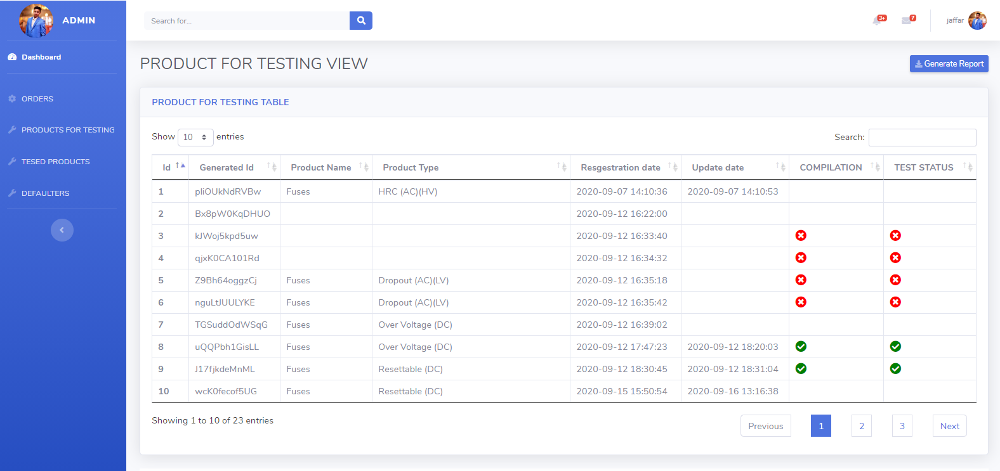 ADMIN
Search for...
3+
7
jaffar
Dashboard
ORDERS
PRODUCTS FOR TESTING
TESED PRODUCTS
DEFAULTERS
PRODUCT FOR TESTING VIEW
Generate Report
PRODUCT FOR TESTING TABLE
Show 10 entries
Search:
Id Generated Id Product Name Product Type Resgestration date Update date COMPILATION TEST STATUS
1 pliOUkNdRVBw Fuses HRC (AC)(HV) 2020-09-07 14:10:36 2020-09-07 14:10:53
2 Bx8pW0KqDHUO 2020-09-12 16:22:00
3 kJWoj5kpd5uw 2020-09-12 16:33:40
4 qjxK0CA101Rd 2020-09-12 16:34:32
5 Z9Bh64oggzCj Fuses Dropout (AC)(LV) 2020-09-12 16:35:18
6 nguLtJUULYKE Fuses Dropout (AC)(LV) 2020-09-12 16:35:42
7 TGSuddOdWSqG Fuses Over Voltage (DC) 2020-09-12 16:39:02
8 uQQPbh1GisLL Fuses Over Voltage (DC) 2020-09-12 17:47:23 2020-09-12 18:20:03
9 J17fjkdeMnML Fuses Resettable (DC) 2020-09-12 18:30:45 2020-09-12 18:31:04
10 wcK0fecof5UG Fuses Resettable (DC) 2020-09-15 15:50:54 2020-09-16 13:16:38
Showing 1 to 10 of 23 entries
Previous 1 2 3 Next